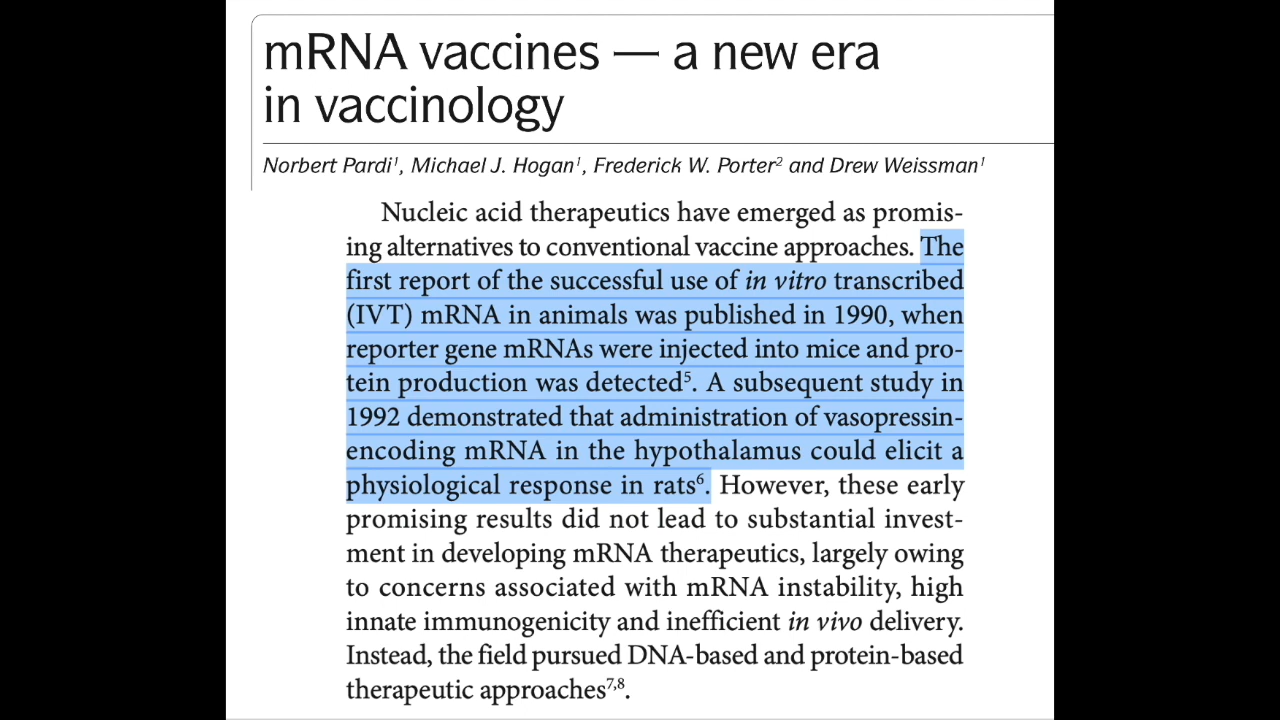 mRNA vaccines — a new era
in vaccinology
Norbert Pardi¹, Michael J. Hogan¹, Frederick W. Porter² and Drew Weissman¹
Nucleic acid therapeutics have emerged as promis-
ing alternatives to conventional vaccine approaches. The
first report of the successful use of in vitro transcribed
(IVT) mRNA in animals was published in 1990, when
reporter gene mRNAs were injected into mice and pro-
tein production was detected⁵. A subsequent study in
1992 demonstrated that administration of vasopressin-
encoding mRNA in the hypothalamus could elicit a
physiological response in rats⁶. However, these early
promising results did not lead to substantial invest-
ment in developing mRNA therapeutics, largely owing
to concerns associated with mRNA instability, high
innate immunogenicity and inefficient in vivo delivery.
Instead, the field pursued DNA-based and protein-based
therapeutic approaches⁷,⁸.